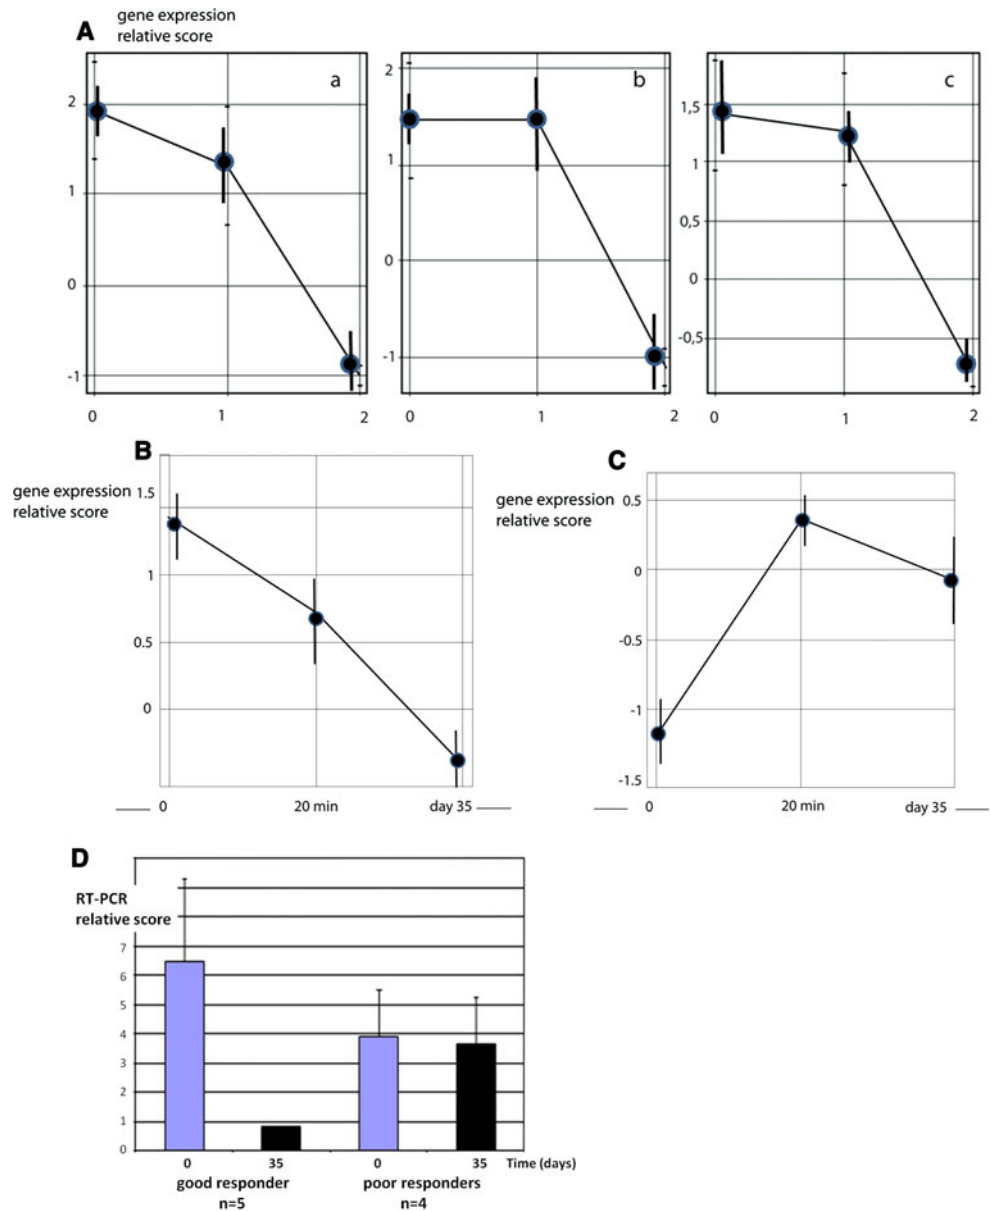 A
gene expression
relative score
a
2
1
0
-1
0 1 2
b
2
1
0
-1
0 1 2
c
1,5
1
0,5
0
-0,5
0 1 2
B
gene expression
relative score
1.5
1
0.5
0
0 20 min day 35
C
gene expression
relative score
0.5
0
-0.5
-1
-1.5
0 20 min day 35
D
RT-PCR
relative score
7
6
5
4
3
2
1
0
0 35 0 35 Time (days)
good responder poor responders
n=5 n=4